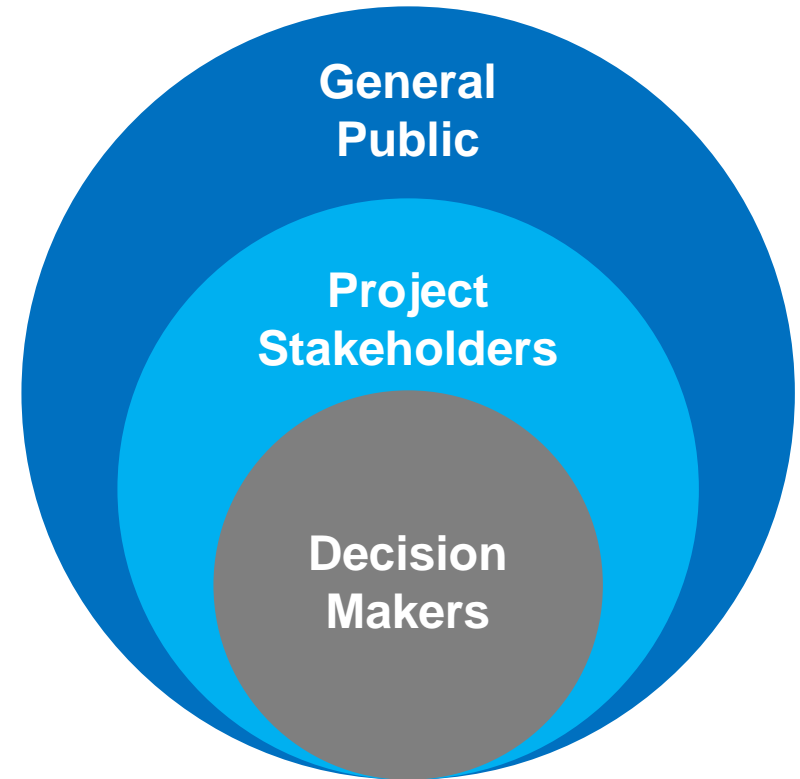 General
Public
Project
Stakeholders
Decision
Makers